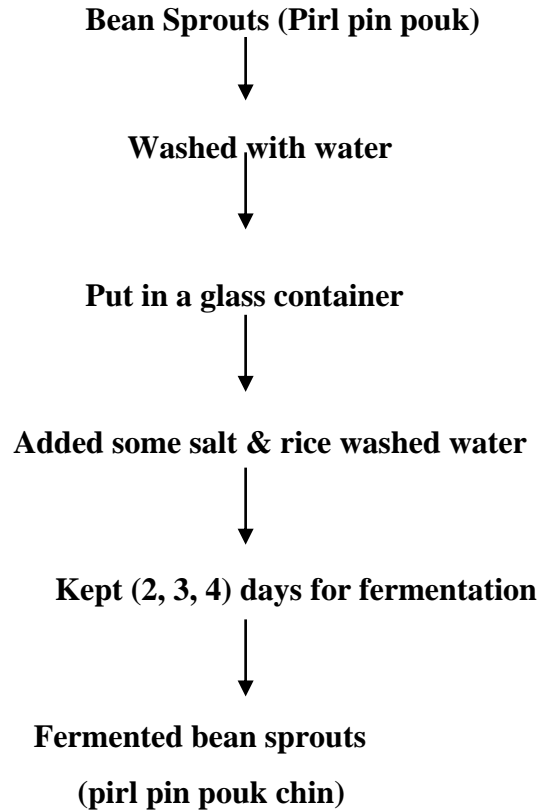 Bean Sprouts (Pirl pin pouk)
Washed with water
Put in a glass container
Added some salt & rice washed water
Kept (2, 3, 4) days for fermentation
Fermented bean sprouts
(pirl pin pouk chin)